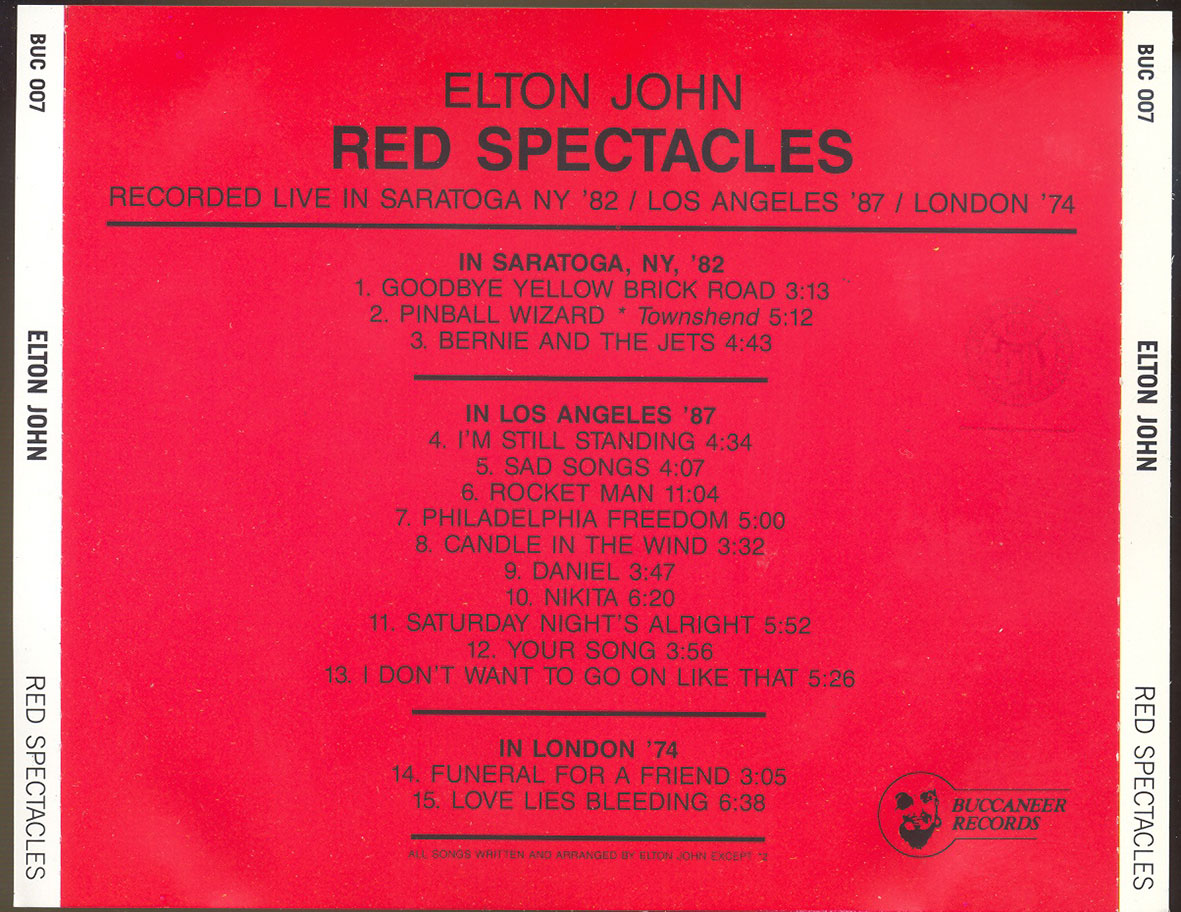 BUC 007
ELTON JOHN
RED SPECTACLES
ELTON JOHN
RED SPECTACLES
RECORDED LIVE IN SARATOGA NY '82 / LOS ANGELES '87 / LONDON '74
IN SARATOGA, NY, '82
1. GOODBYE YELLOW BRICK ROAD 3:13
2. PINBALL WIZARD * Townshend 5:12
3. BERNIE AND THE JETS 4:43
IN LOS ANGELES '87
4. I'M STILL STANDING 4:34
5. SAD SONGS 4:07
6. ROCKET MAN 11:04
7. PHILADELPHIA FREEDOM 5:00
8. CANDLE IN THE WIND 3:32
9. DANIEL 3:47
10. NIKITA 6:20
11. SATURDAY NIGHT'S ALRIGHT 5:52
12. YOUR SONG 3:56
13. I DON'T WANT TO GO ON LIKE THAT 5:26
IN LONDON '74
14. FUNERAL FOR A FRIEND 3:05
15. LOVE LIES BLEEDING 6:38
ALL SONGS WRITTEN AND ARRANGED BY ELTON JOHN EXCEPT
BUCCANEER
RECORDS
BUC 007
ELTON JOHN
RED SPECTACLES